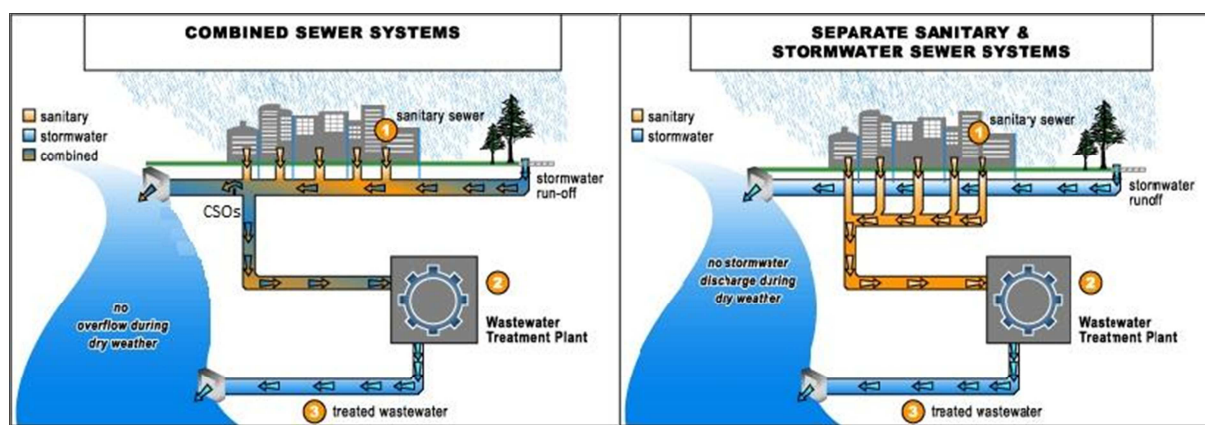 COMBINED SEWER SYSTEMS
sanitary
stormwater
combined
1
sanitary sewer
stormwater
run-off
CSOs
no
overflow during
dry weather
2
Wastewater
Treatment Plant
3 treated wastewater
SEPARATE SANITARY &
STORMWATER SEWER SYSTEMS
sanitary
stormwater
1
sanitary sewer
stormwater
runoff
no stormwater
discharge during
dry weather
2
Wastewater
Treatment Plant
3 treated wastewater